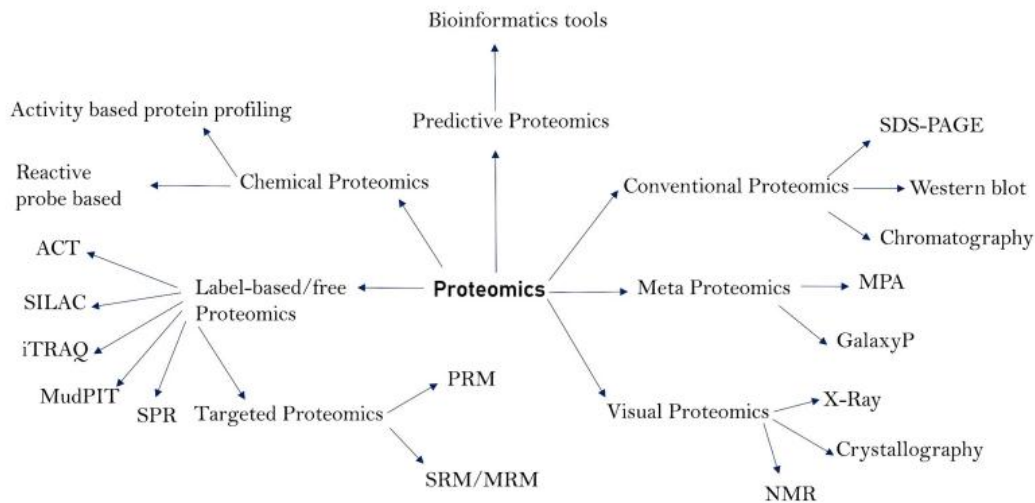 Bioinformatics tools
Activity based protein profiling
Predictive Proteomics
SDS-PAGE
Reactive
probe based
Chemical Proteomics
Conventional Proteomics
Western blot
Chromatography
ACT
Label-based/free
Proteomics
Proteomics
Meta Proteomics
MPA
SILAC
iTRAQ
GalaxyP
MudPIT
SPR
Targeted Proteomics
PRM
Visual Proteomics
X-Ray
Crystallography
SRM/MRM
NMR